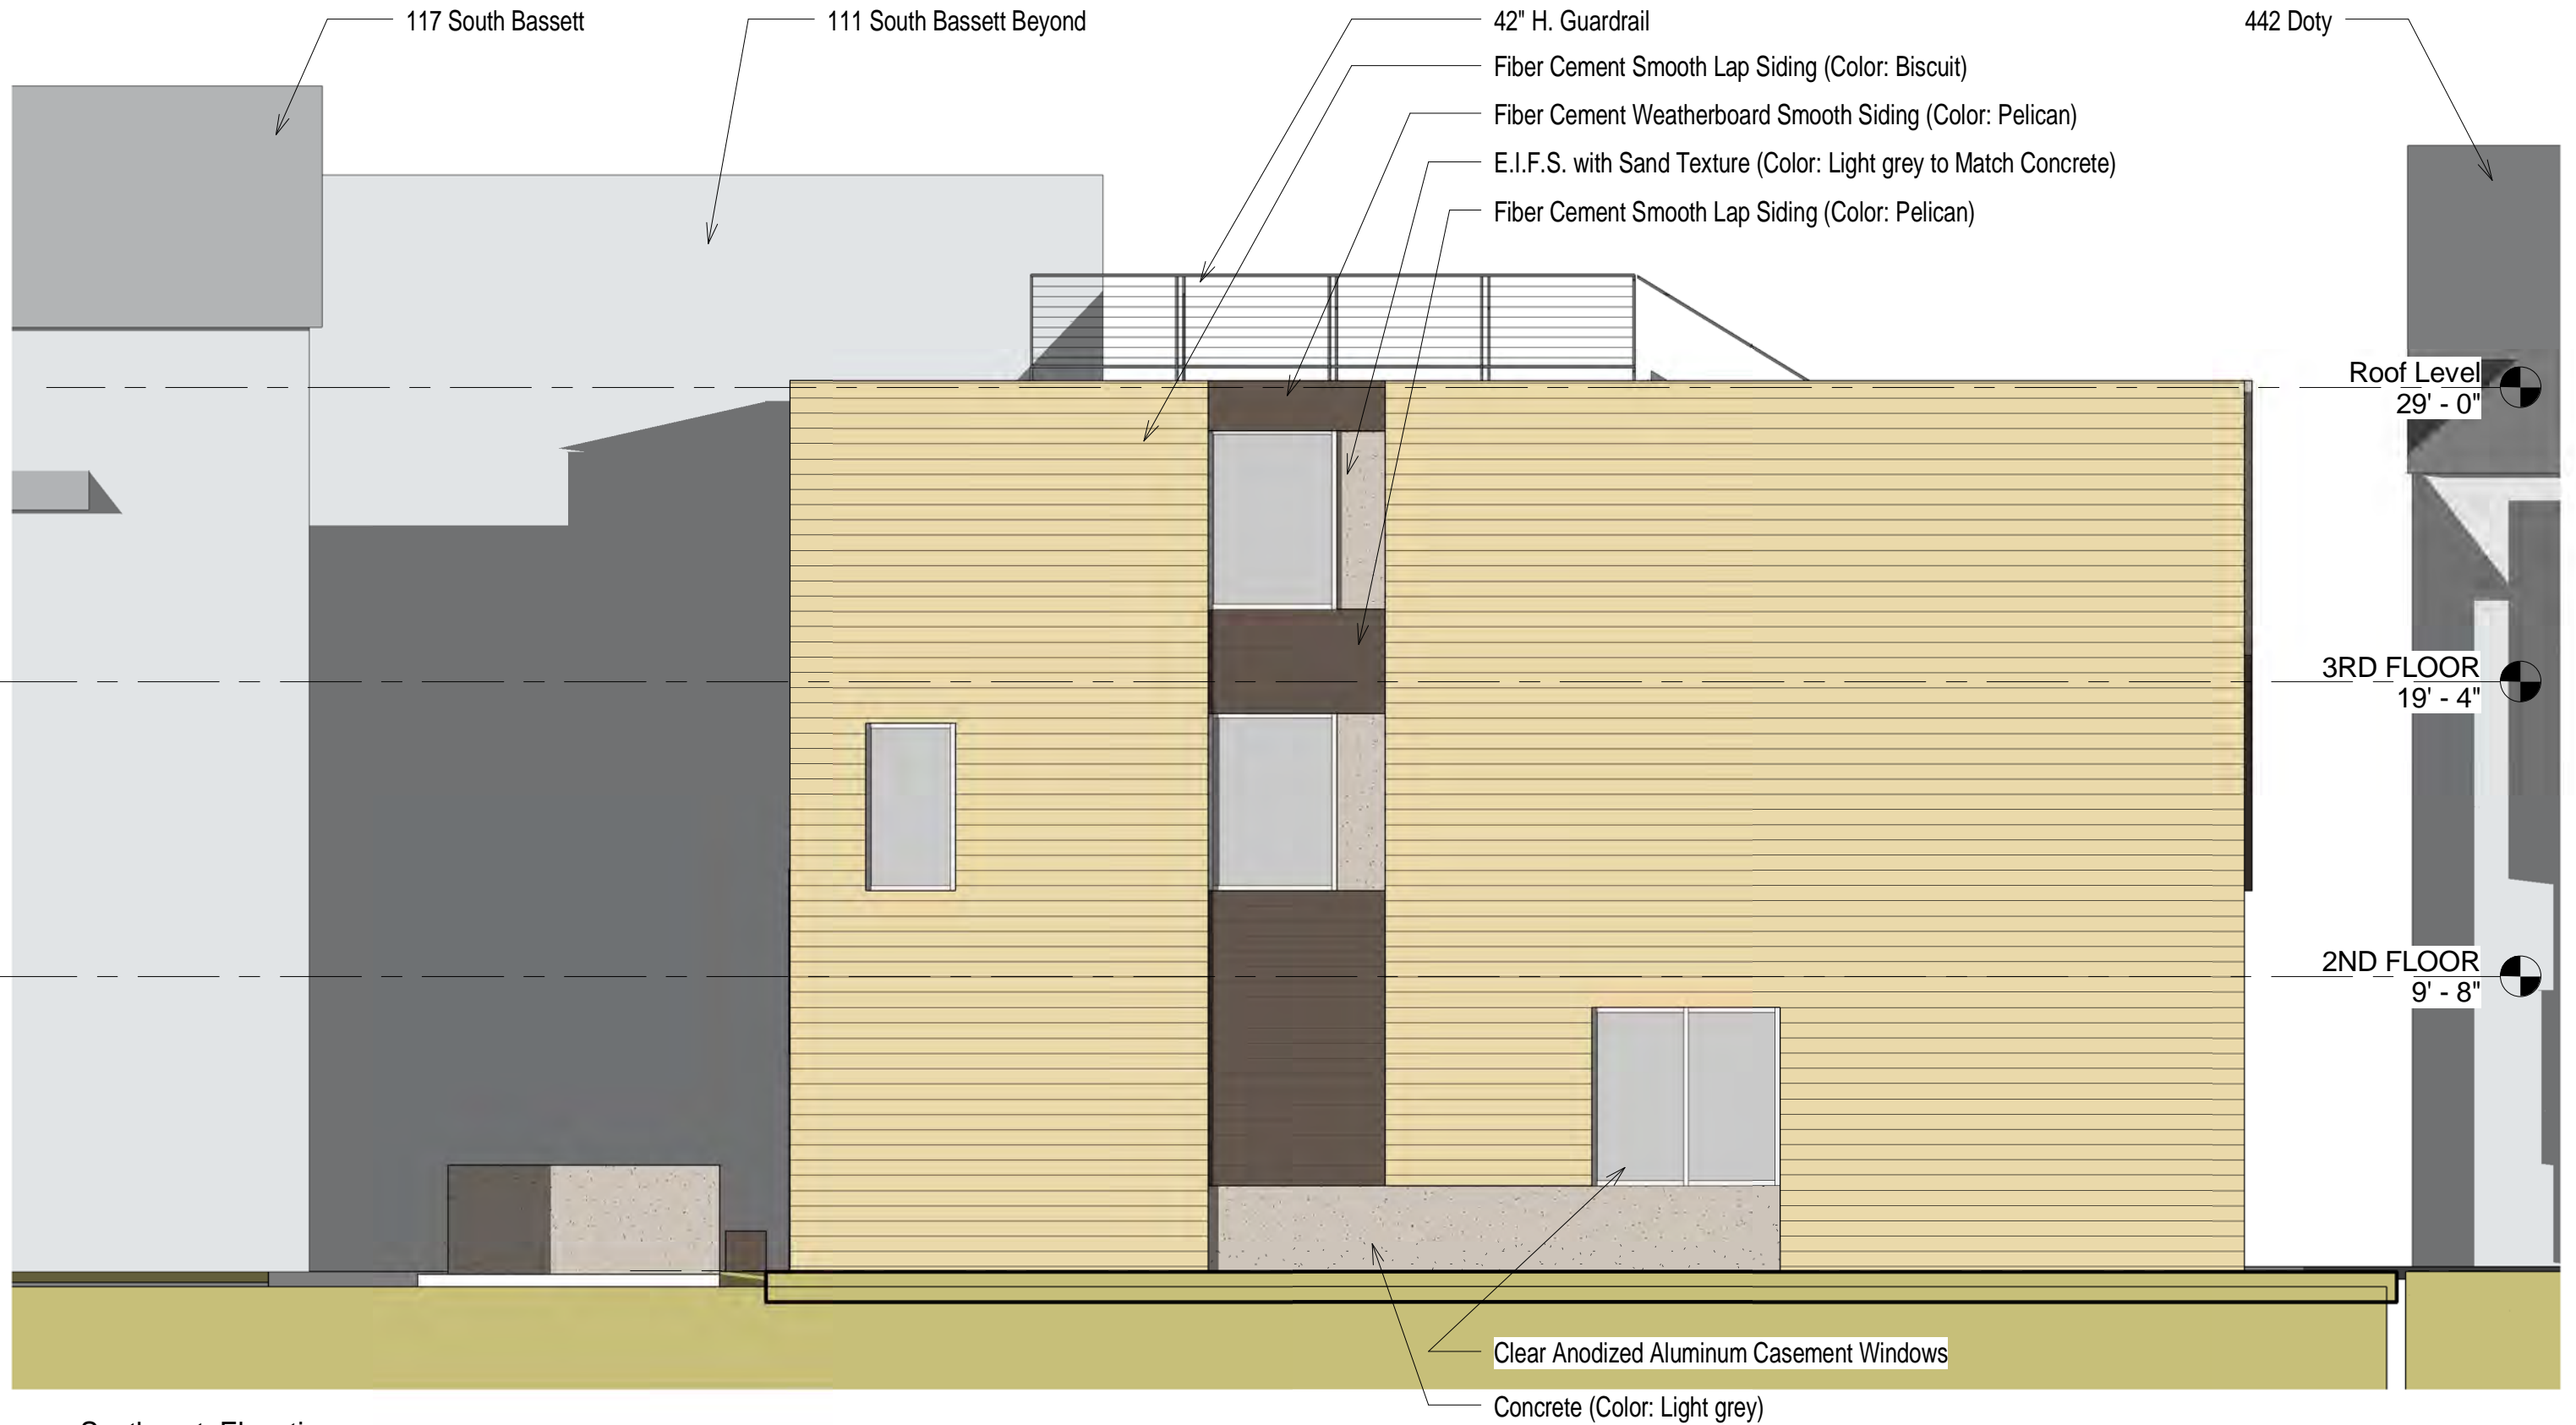 117 South Bassett
111 South Bassett Beyond
42" H. Guardrail
442 Doty
Fiber Cement Smooth Lap Siding (Color: Biscuit)
Fiber Cement Weatherboard Smooth Siding (Color: Pelican)
E.I.F.S. with Sand Texture (Color: Light grey to Match Concrete)
Fiber Cement Smooth Lap Siding (Color: Pelican)
Roof Level
29' - 0"
3RD FLOOR
19' - 4"
2ND FLOOR
9' - 8"
Clear Anodized Aluminum Casement Windows
Concrete (Color: Light grey)